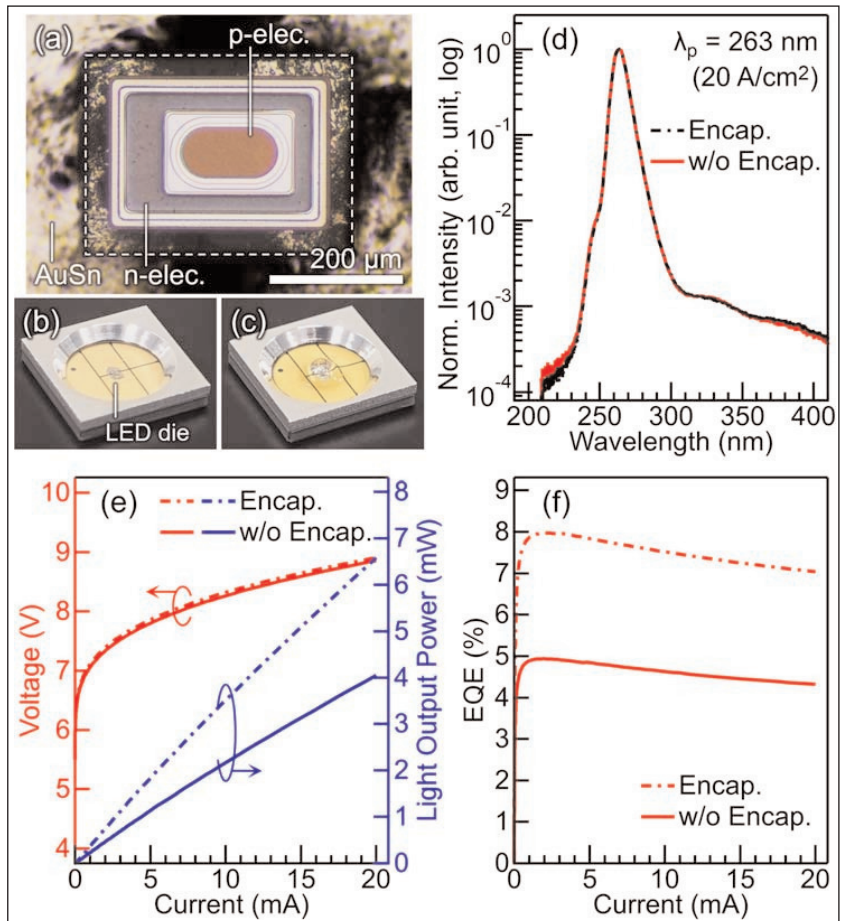 (a)
p-elec.
AuSn
n-elec.
200 µm
(b)
LED die
(c)
(d)
λp = 263 nm
(20 A/cm²)
Encap.
w/o Encap.
Norm. Intensity (arb. unit, log)
10⁰
10⁻¹
10⁻²
10⁻³
10⁻⁴
200 250 300 350 400
Wavelength (nm)
(e)
Encap.
w/o Encap.
Voltage (V)
10
9
8
7
6
5
4
Light Output Power (mW)
8
7
6
5
4
3
2
1
0
0 5 10 15 20
Current (mA)
(f)
EQE (%)
10
9
8
7
6
5
4
3
2
1
0
Encap.
w/o Encap.
0 5 10 15 20
Current (mA)